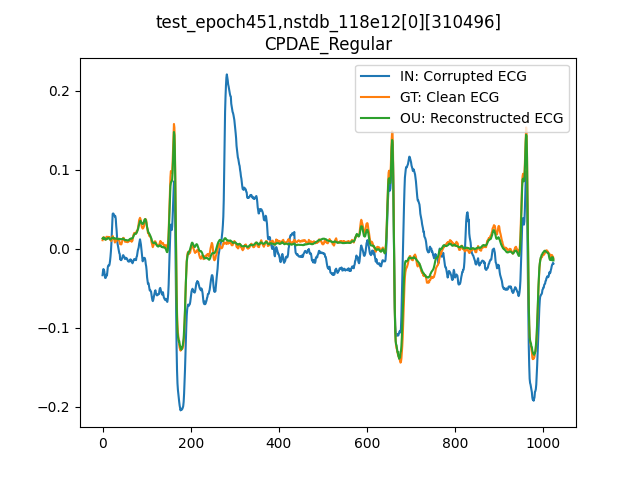 test_epoch451,nstdb_118e12[0][310496]
CPDAE_Regular
IN: Corrupted ECG
GT: Clean ECG
OU: Reconstructed ECG
0.2
0.1
0.0
−0.1
−0.2
0
200
400
600
800
1000